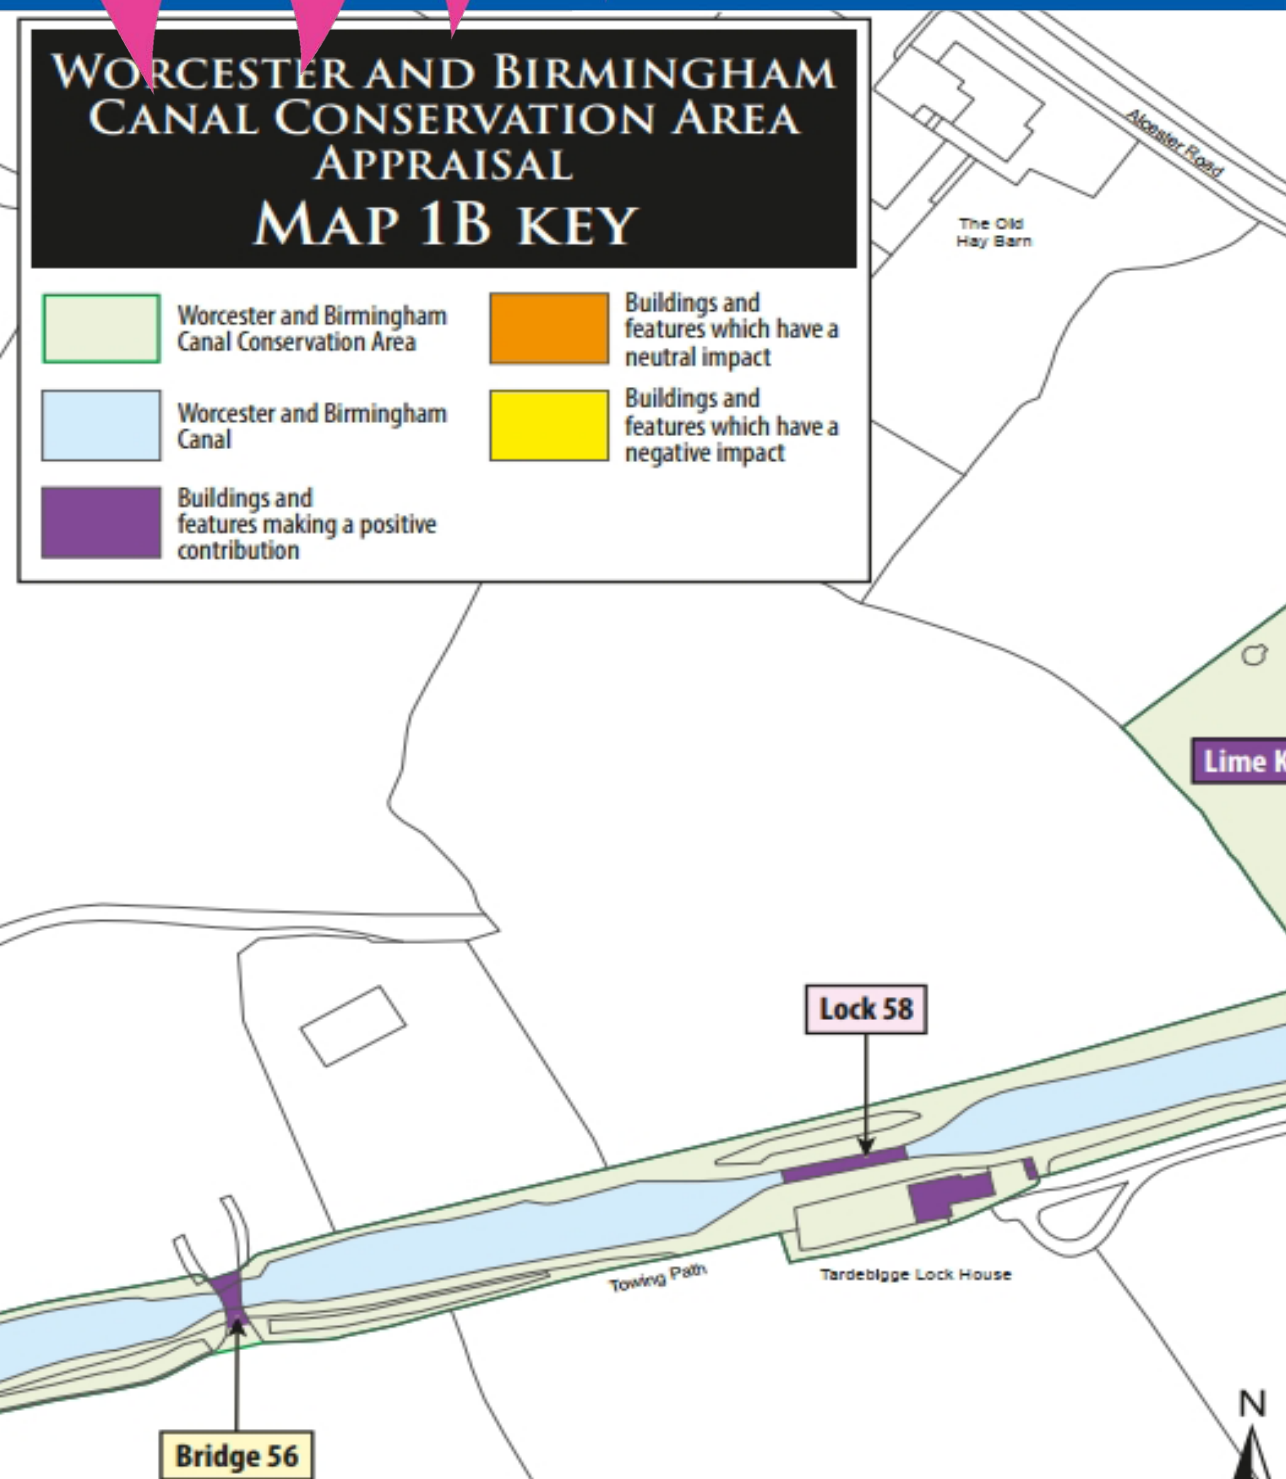 WORCESTER AND BIRMINGHAM
CANAL CONSERVATION AREA
APPRAISAL
MAP 1B KEY
Worcester and Birmingham
Canal Conservation Area
Worcester and Birmingham
Canal
Buildings and
features making a positive
contribution
Buildings and
features which have a
neutral impact
Buildings and
features which have a
negative impact
Alcester Road
The Old
Hay Barn
Lime K
Lock 58
Towing Path
Tardebigge Lock House
Bridge 56
N